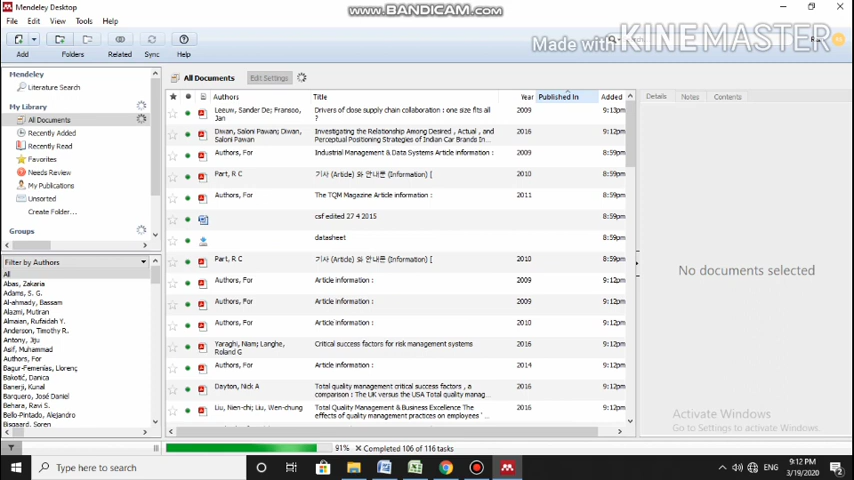 Mendeley Desktop
www.BANDICAM.com
File Edit View Tools Help
Made with KINEMASTER
Add Folders Related Sync Help
Mendeley
Literature Search
My Library
All Documents
Recently Added
Recently Read
Favorites
Needs Review
My Publications
Unsorted
Create Folder...
Groups
Filter by Authors
All
Abas, Zakaria
Adams, S. G.
Al-ahmady, Bassam
Alazmi, Mutran
Almaian, Rufaidah Y.
Anderson, Timothy R.
Antony, Jiju
Asif, Muhammad
Authors, For
Bagur-Femenias, Llorenç
Bakotić, Danica
Banerji, Kunal
Barquero, José Daniel
Behara, Ravi S.
Bello-Pintado, Alejandro
Bisgaard, Soren
All Documents Edit Settings
Authors Title Year Published In Added
Leeuw, Sander De; Fransoo, Jan Drivers of close supply chain collaboration : one size fits all ? 2009 9:13pm
Diwan, Saloni Pawan; Diwan, Saloni Pawan Investigating the Relationship Among Desired , Actual , and Perceptual Positioning Strategies of Indian Car Brands In... 2016 9:12pm
Authors, For Industrial Management & Data Systems Article information : 2009 8:59pm
Part, R C 기사 (Article) 와 안내문 (Information) [ 2010 8:59pm
Authors, For The TQM Magazine Article information : 2011 8:59pm
csf edited 27 4 2015 8:59pm
datasheet 8:59pm
Part, R C 기사 (Article) 와 안내문 (Information) [ 2010 8:59pm
Authors, For Article information : 2009 9:12pm
Authors, For Article information : 2009 9:12pm
Authors, For Article information : 2010 9:12pm
Yaraghi, Niam; Langhe, Roland G Critical success factors for risk management systems 2016 9:12pm
Authors, For Article information : 2014 9:12pm
Dayton, Nick A Total quality management critical success factors , a comparison : The UK versus the USA Total quality manag... 2016 9:12pm
Liu, Nien-chi; Liu, Wen-chung Total Quality Management & Business Excellence The effects of quality management practices on employees ' ... 2016 9:12pm
Details Notes Contents
No documents selected
Activate Windows
Go to Settings to activate Windows.
91% Completed 106 of 116 tasks
Type here to search
ENG
9:12 PM
3/19/2020
2